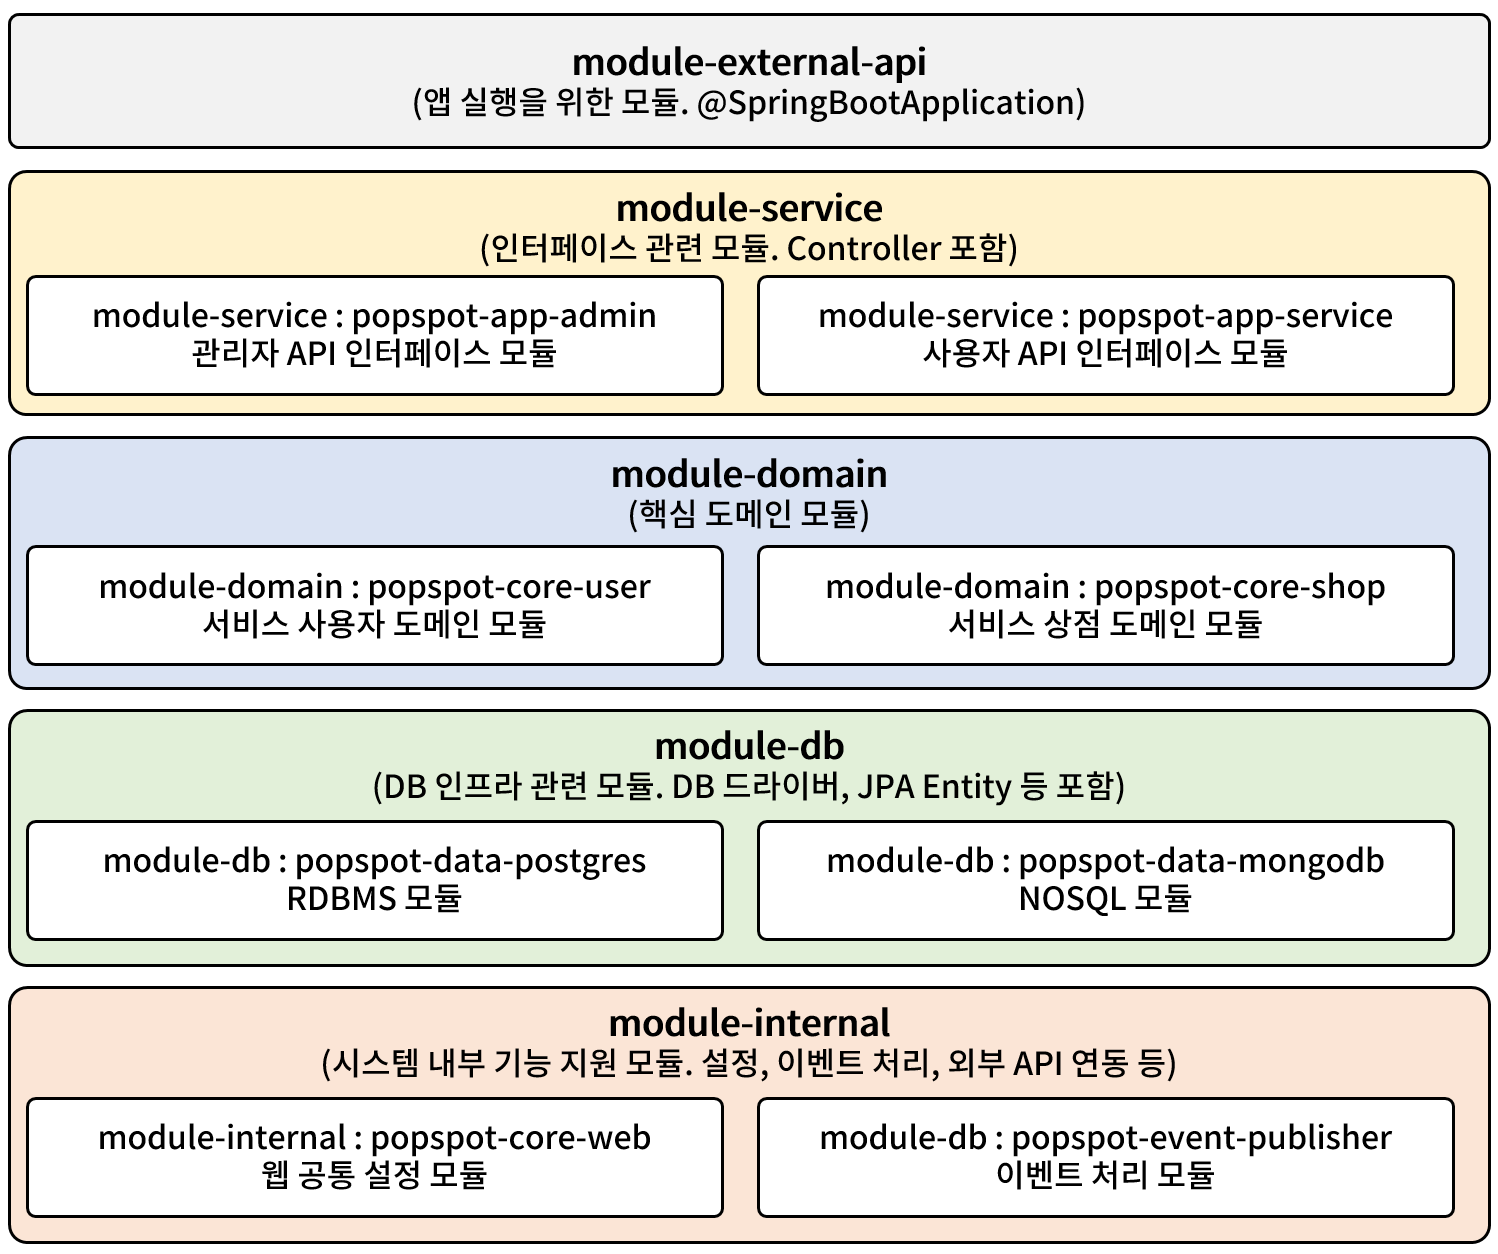 module-external-api
(앱 실행을 위한 모듈. @SpringBootApplication)
module-service
(인터페이스 관련 모듈. Controller 포함)
module-service : popspot-app-admin
관리자 API 인터페이스 모듈
module-service : popspot-app-service
사용자 API 인터페이스 모듈
module-domain
(핵심 도메인 모듈)
module-domain : popspot-core-user
서비스 사용자 도메인 모듈
module-domain : popspot-core-shop
서비스 상점 도메인 모듈
module-db
(DB 인프라 관련 모듈. DB 드라이버, JPA Entity 등 포함)
module-db : popspot-data-postgres
RDBMS 모듈
module-db : popspot-data-mongodb
NOSQL 모듈
module-internal
(시스템 내부 기능 지원 모듈. 설정, 이벤트 처리, 외부 API 연동 등)
module-internal : popspot-core-web
웹 공통 설정 모듈
module-db : popspot-event-publisher
이벤트 처리 모듈